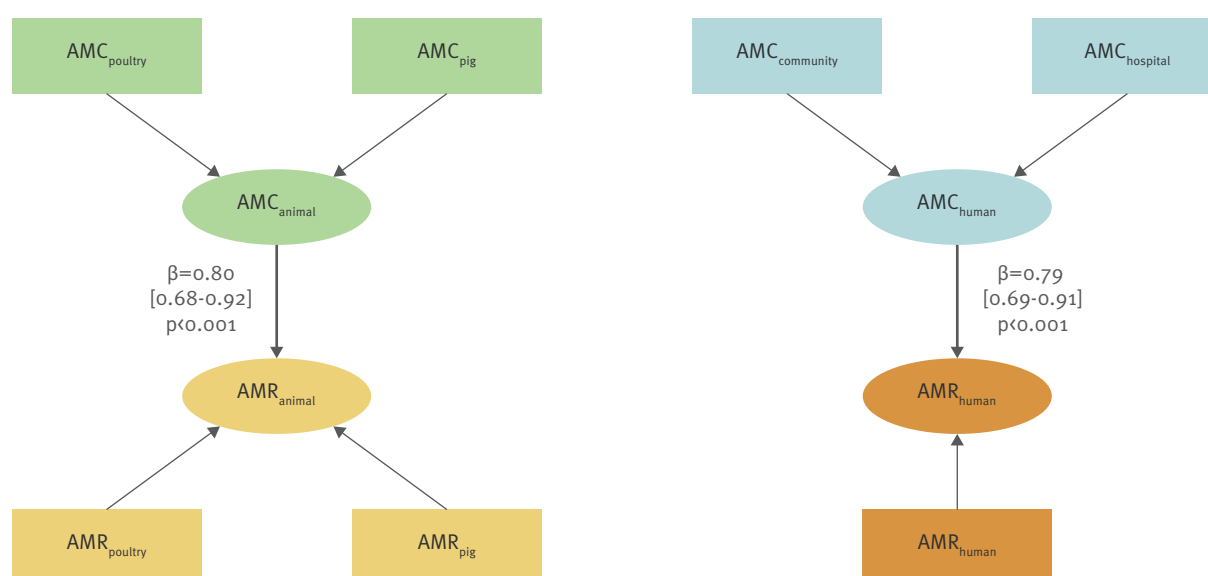 AMCpoultry
AMCpig
AMCcommunity
AMChospital
AMCanimal
AMChuman
β=0.80
[0.68-0.92]
p<0.001
β=0.79
[0.69-0.91]
p<0.001
AMRanimal
AMRhuman
AMRpoultry
AMRpig
AMRhuman